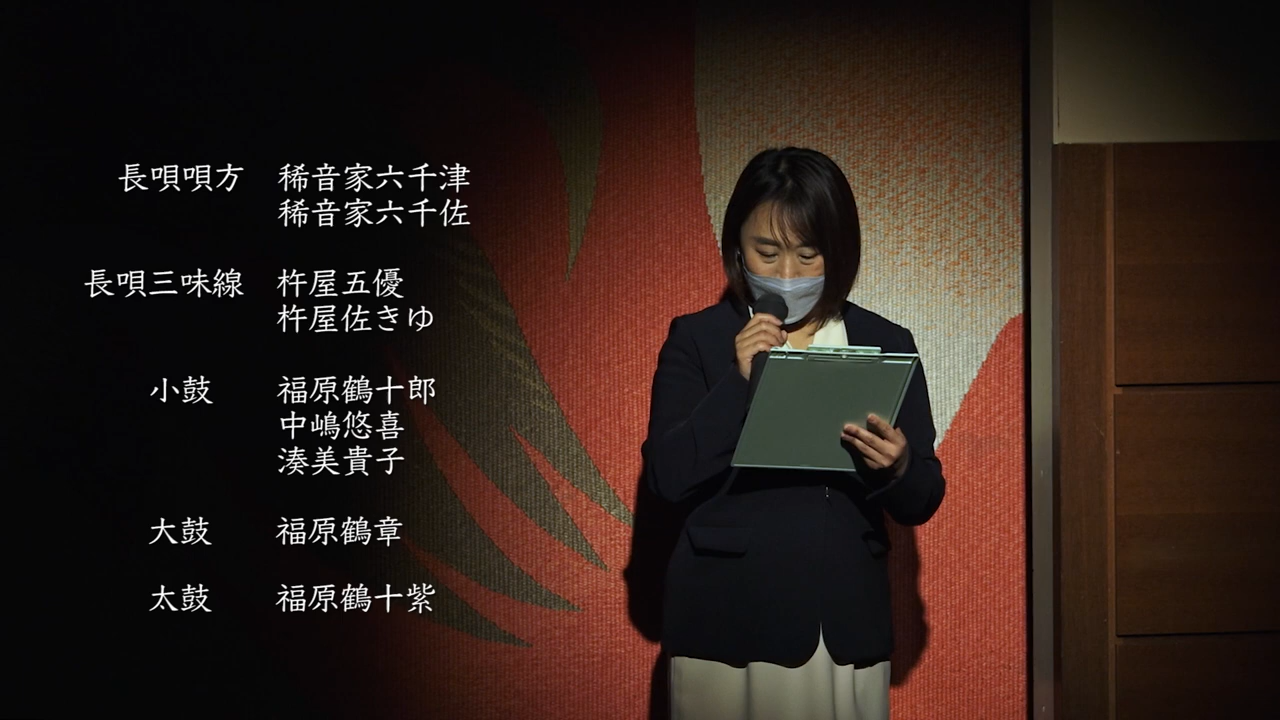 長唄唄方 稀音家六千津
稀音家六千佐
長唄三味線 杵屋五優
杵屋佐きゆ
小鼓 福原鶴十郎
中嶋悠喜
湊美貴子
大鼓 福原鶴章
太鼓 福原鶴十紫